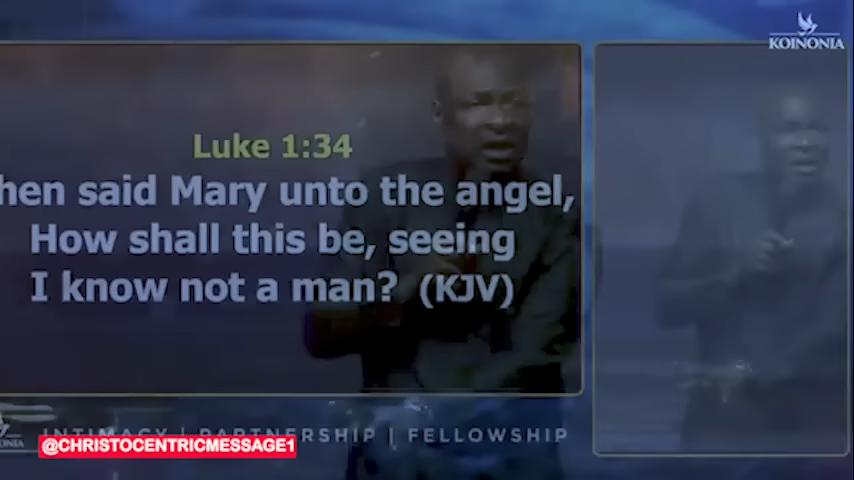 KOINONIA
Luke 1:34
hen said Mary unto the angel,
How shall this be, seeing
I know not a man? (KJV)
INTIMACY | PARTNERSHIP | FELLOWSHIP
@CHRISTOCENTRICMESSAGE1